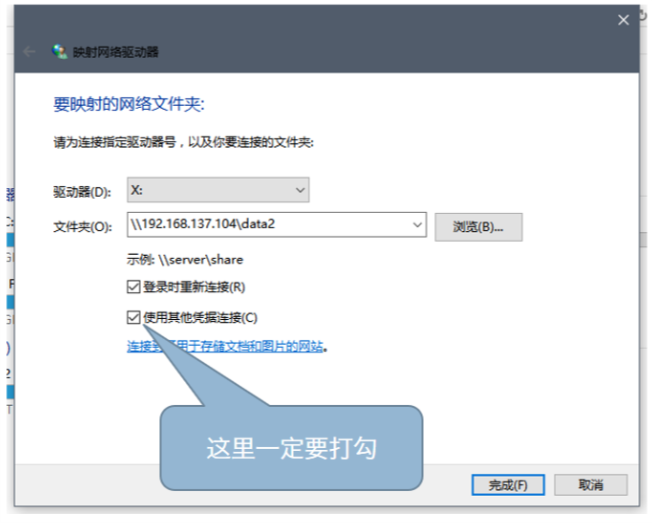 映射网络驱动器
要映射的网络文件夹:
请为连接指定驱动器号，以及你要连接的文件夹:
驱动器(D): X:
文件夹(O): \\192.168.137.104\data2 浏览(B)...
示例: \\server\share
登录时重新连接(R)
使用其他凭据连接(C)
连接到 用于存储文档和图片的网站。
这里一定要打勾
完成(F) 取消